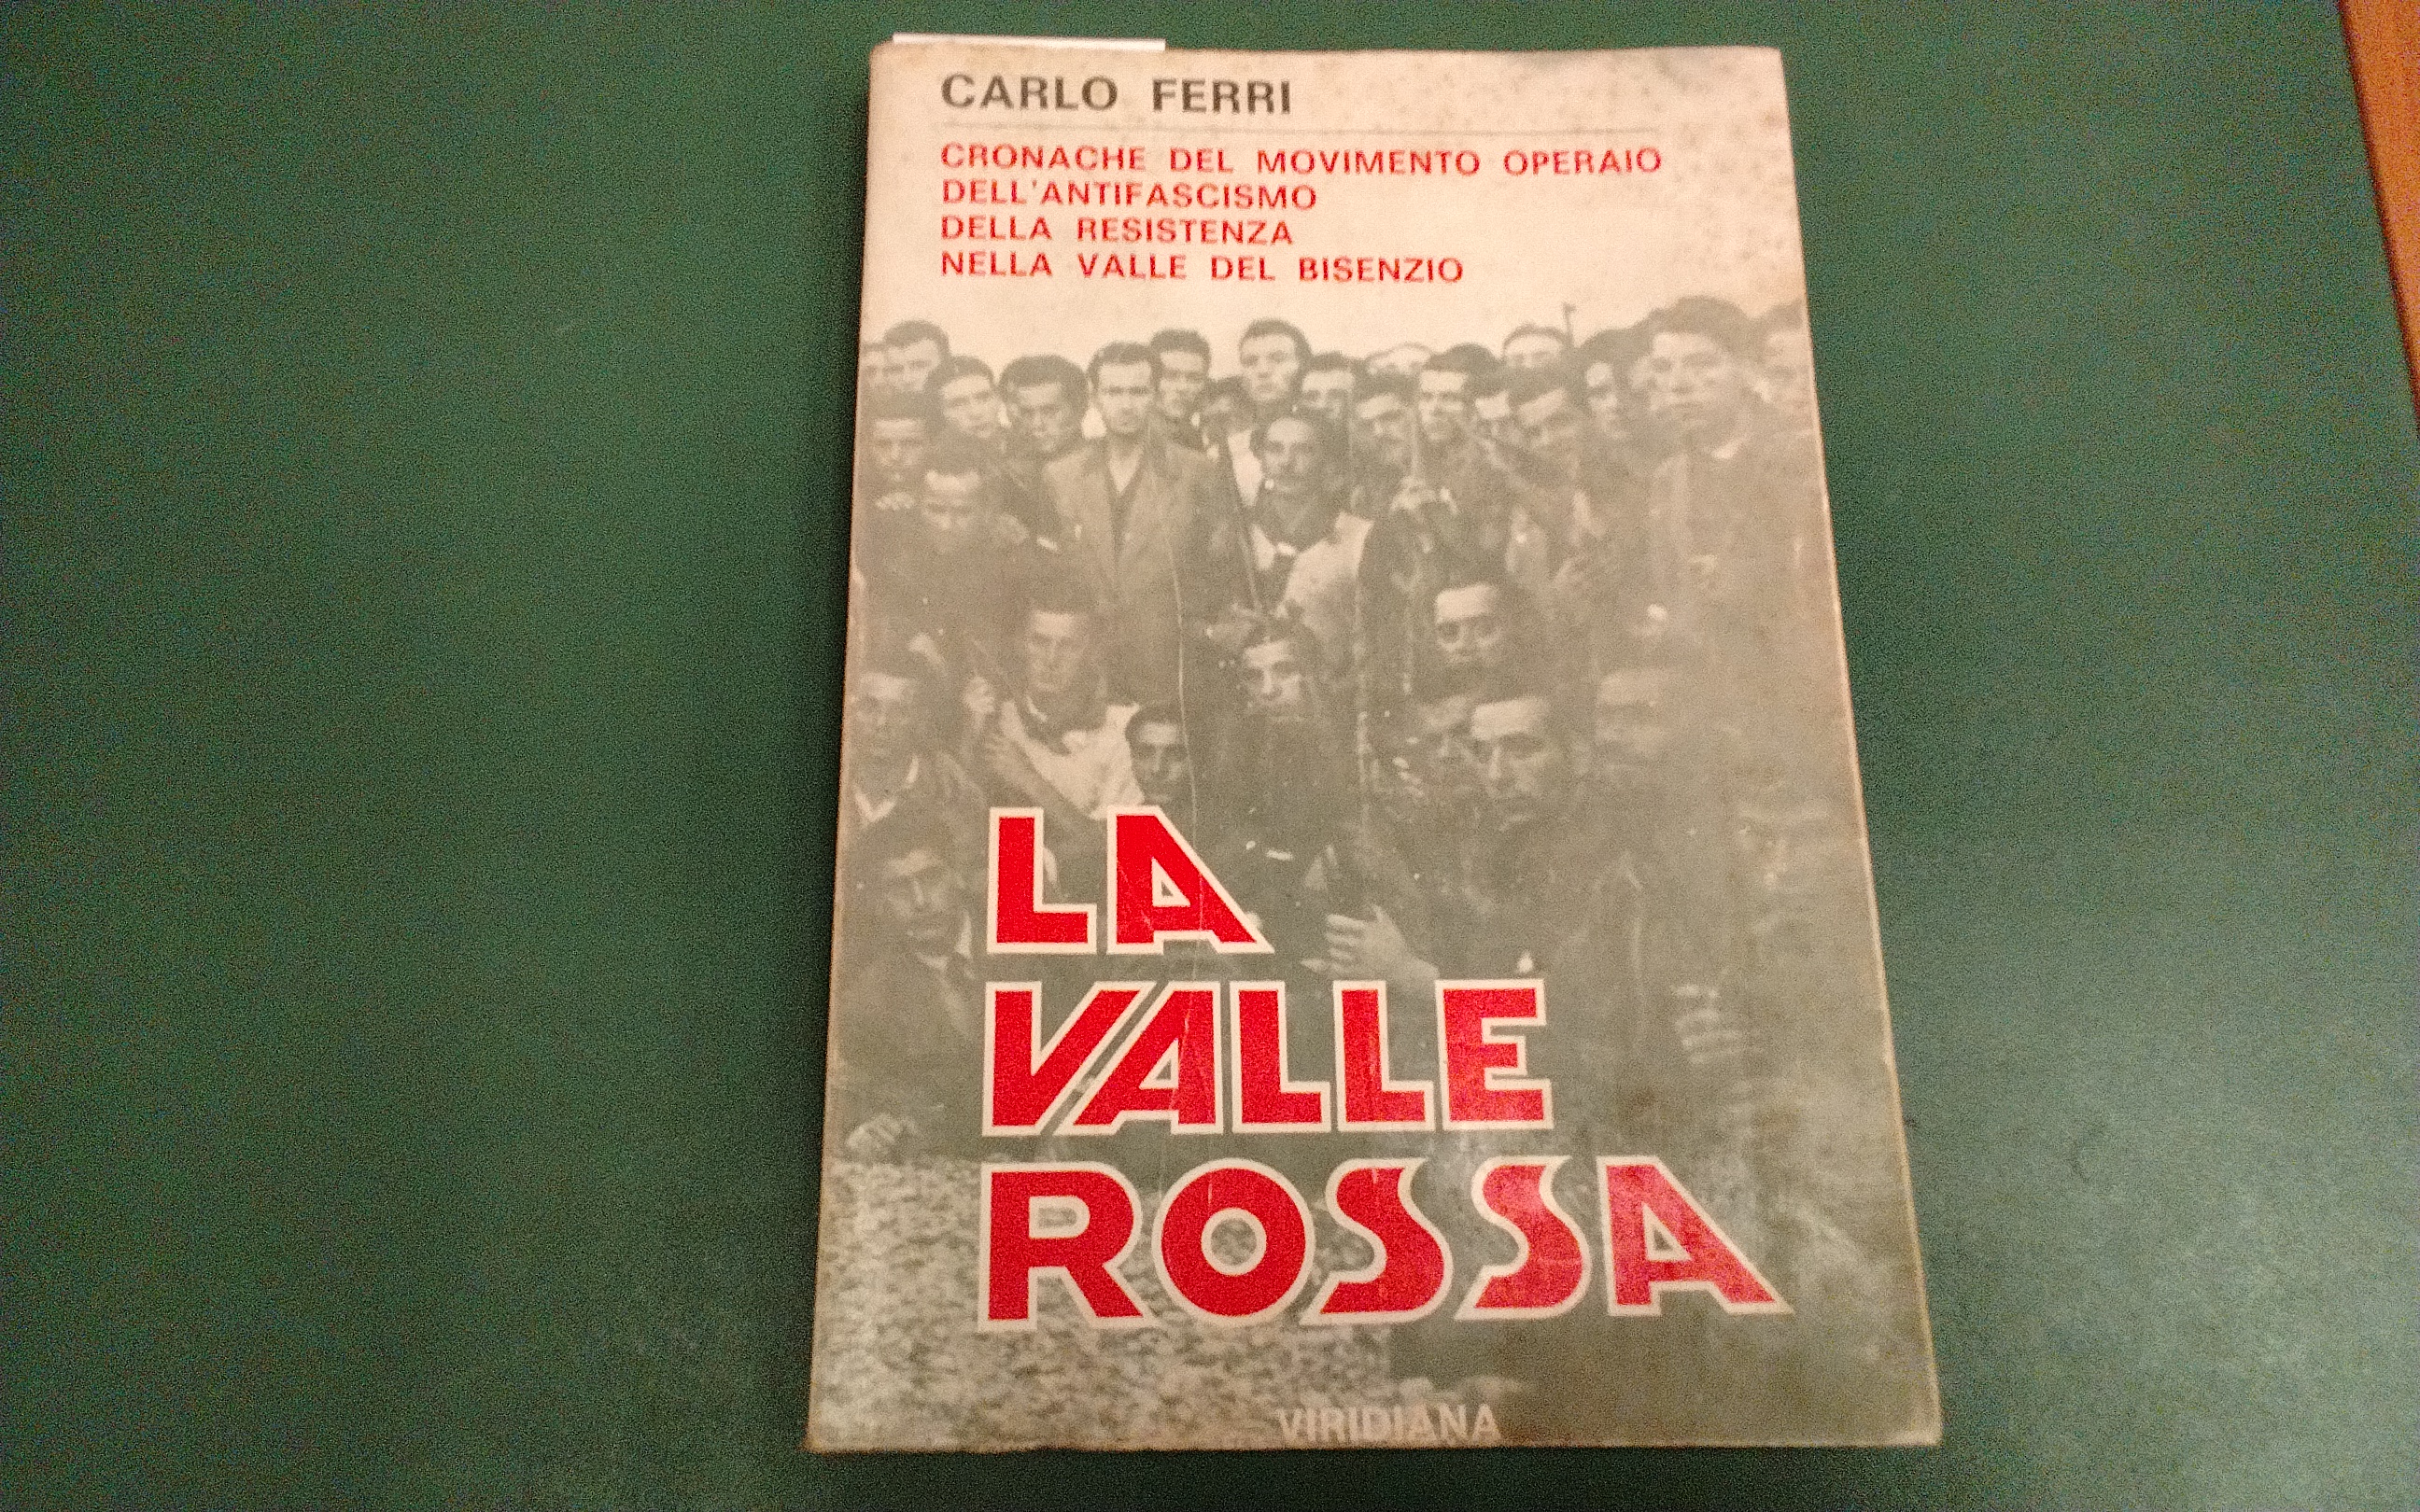 CARLO FERRI
CRONACHE DEL MOVIMENTO OPERAIO
DELL'ANTIFASCISMO
DELLA RESISTENZA
NELLA VALLE DEL BISENZIO
LA
VALLE
ROSSA
VIRIDIANA